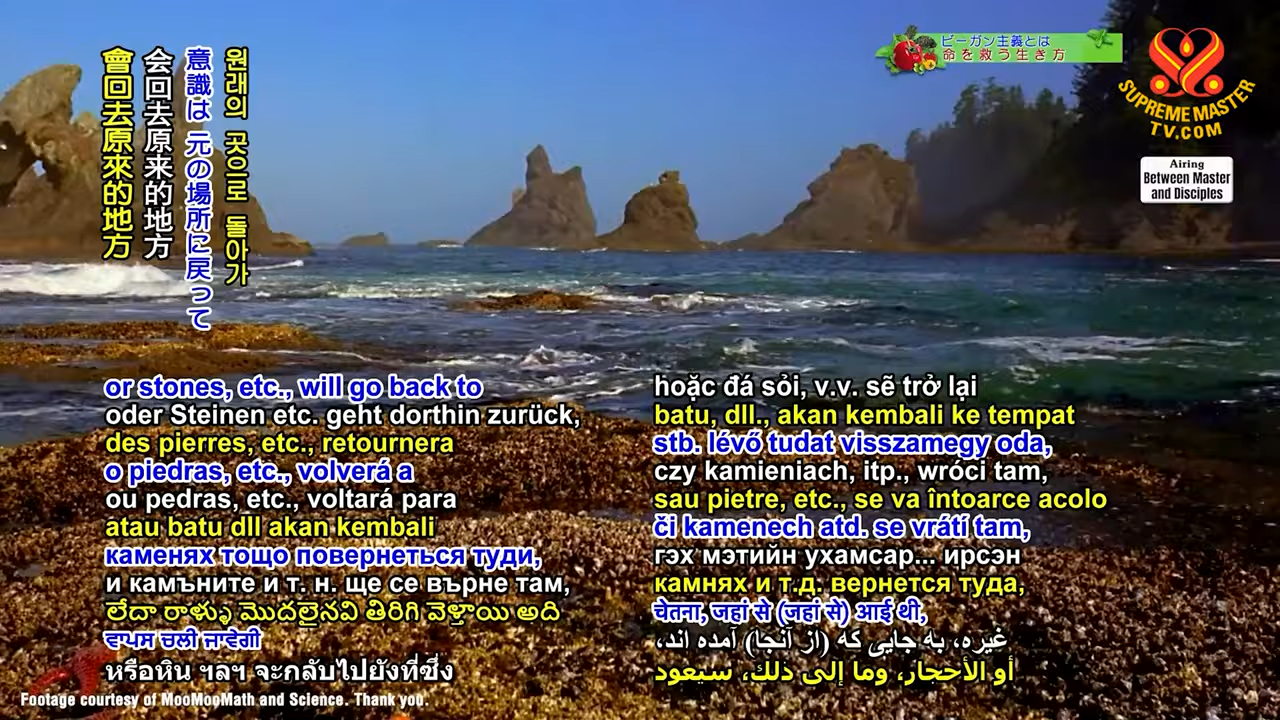 원래의 곳으로 돌아가
意識は 元の場所に戻って
会回去原来的地方
會回去原來的地方
ビーガン主義とは
命を救う生き方
SUPREME MASTER
TV.COM
Airing
Between Master
and Disciples
or stones, etc., will go back to
oder Steinen etc. geht dorthin zurück,
des pierres, etc., retournera
o piedras, etc., volverá a
ou pedras, etc., voltará para
atau batu dll akan kembali
каменях тощо повернеться туди,
и камъните и т. н. ще се върне там,
లేదా రాళ్ళు మొదలైనవి తిరిగి వెళ్తాయి అది
ਵਾਪਸ ਚਲੀ ਜਾਵੇਗੀ
หรือหิน ฯลฯ จะกลับไปยังที่ซึ่ง
hoặc đá sỏi, v.v. sẽ trở lại
batu, dll., akan kembali ke tempat
stb. lévő tudat visszamegy oda,
czy kamieniach, itp., wróci tam,
sau pietre, etc., se va întoarce acolo
či kamenech atd. se vrátí tam,
гэх мэтийн ухамсар... ирсэн
камнях и т.д. вернется туда,
चेतना, जहां से (जहां से) आई थी,
غیره، به جایی که (از آنجا) آمده اند،
أو الأحجار، وما إلى ذلك، سيعود
Footage courtesy of MooMooMath and Science. Thank you.